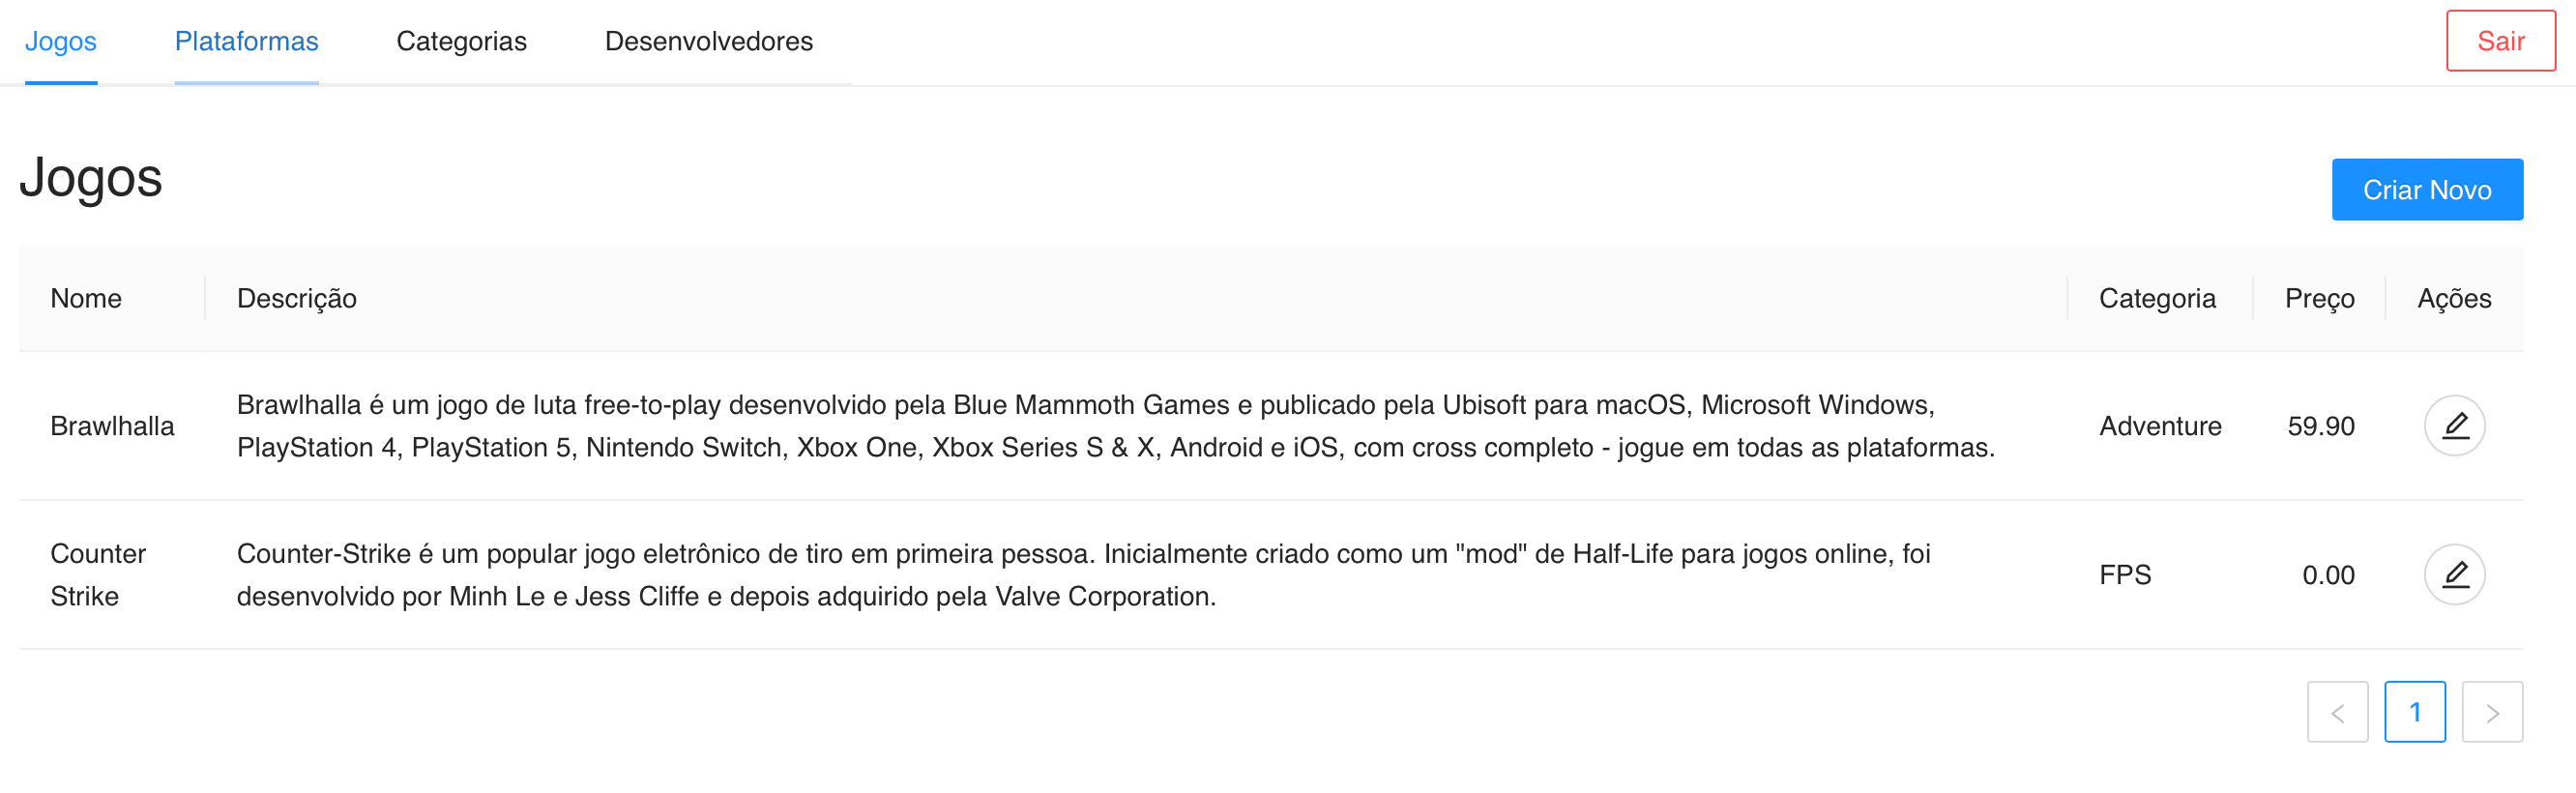 Jogos Plataformas Categorias Desenvolvedores Sair
Jogos
Criar Novo
Nome Descrição Categoria Preço Ações
Brawlhalla
Brawlhalla é um jogo de luta free-to-play desenvolvido pela Blue Mammoth Games e publicado pela Ubisoft para macOS, Microsoft Windows,
PlayStation 4, PlayStation 5, Nintendo Switch, Xbox One, Xbox Series S & X, Android e iOS, com cross completo - jogue em todas as plataformas.
Adventure 59.90
Counter
Strike
Counter-Strike é um popular jogo eletrônico de tiro em primeira pessoa. Inicialmente criado como um "mod" de Half-Life para jogos online, foi
desenvolvido por Minh Le e Jess Cliffe e depois adquirido pela Valve Corporation.
FPS 0.00
< 1 >